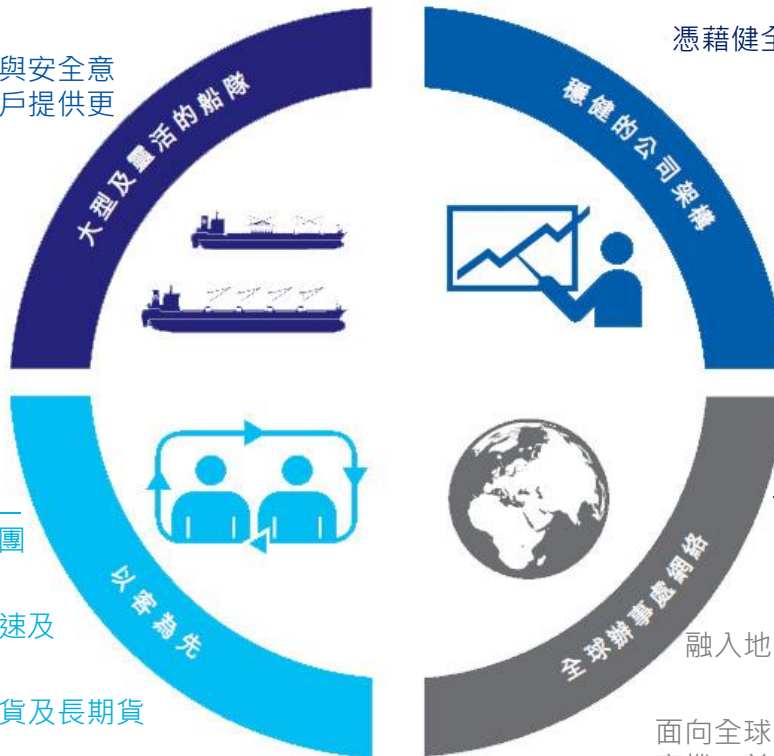 與安全意
戶提供更
大型及靈活的船隊
憑藉健全
穩健的公司架構
團
速及
貨及長期貨
以客為先
全球辦事處網絡
融入地
面向全球